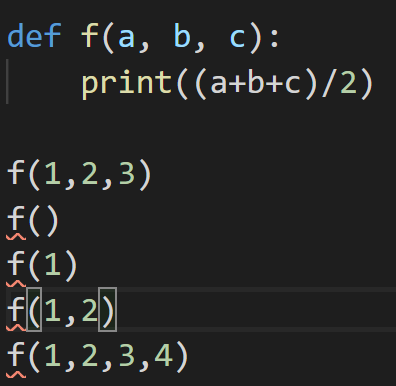 def f(a, b, c):
    print((a+b+c)/2)
f(1,2,3)
f()
f(1)
f(1,2)
f(1,2,3,4)